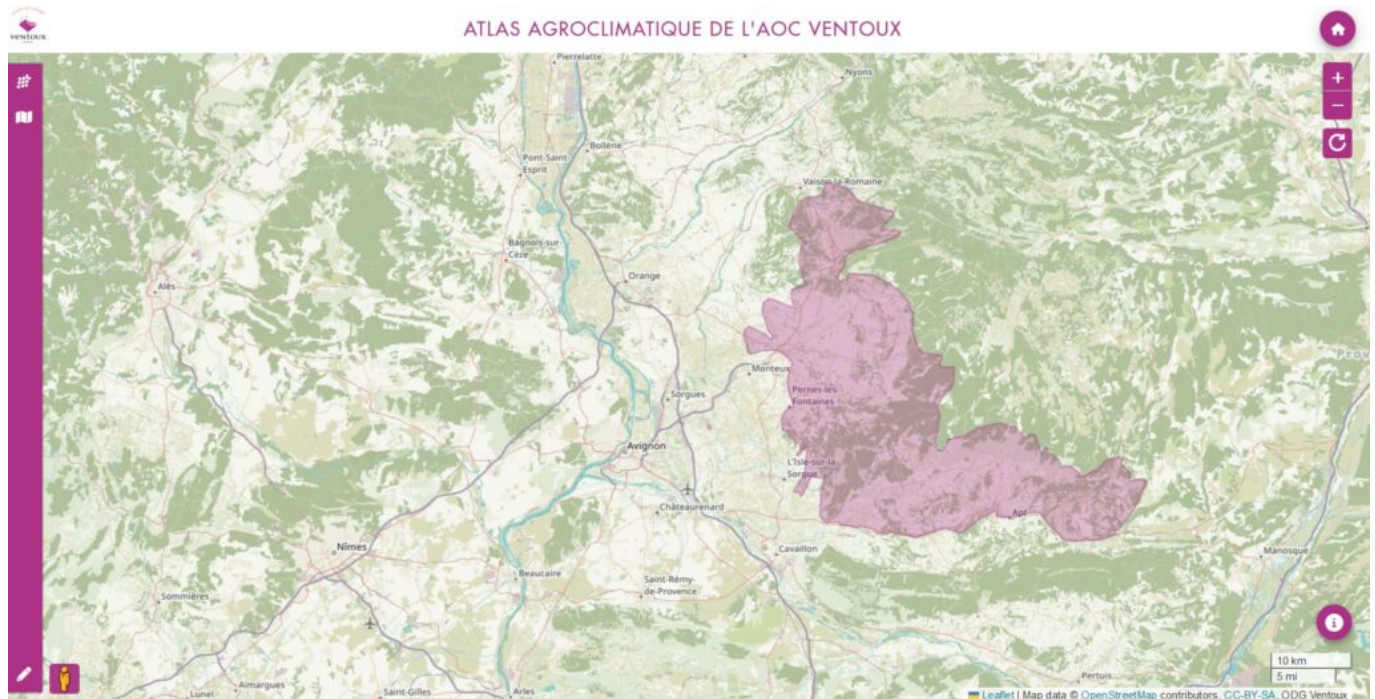 VENTOUX
ATLAS AGROCLIMATIQUE DE L'AOC VENTOUX
Pierrelatte
Nyons
+
−
Bollène
Pont-Saint
Esprit
Vaison-la-Romaine
Bagnols-sur-
Cèze
Orange
Alès
Prov
Monteux
Pernes-les-
Fontaines
Sorgues
Avignon
L'Isle-sur-la
Sorgue
Châteaurenard
Apt
Nîmes
Cavaillon
Manosque
Beaucaire
Saint-Rémy-
de-Provence
Sommières
10 km
5 mi
Pertuis
Aimargues
Lunel
Saint-Gilles
Arles
Leaflet | Map data © OpenStreetMap contributors, CC-BY-SA, ODG Ventoux